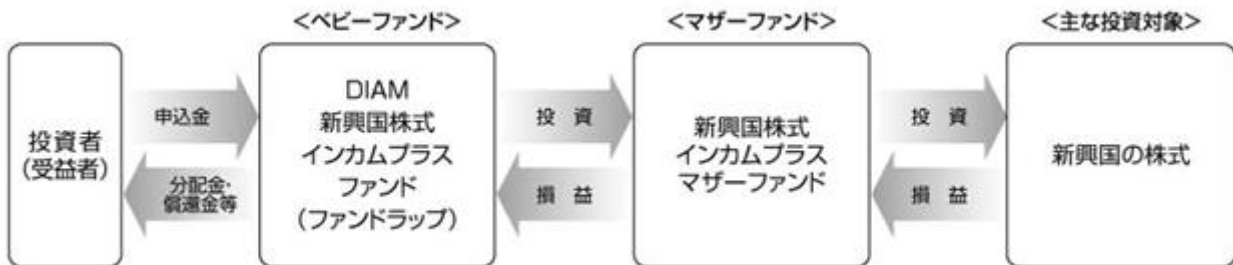 <ベビーファンド>
<マザーファンド>
<主な投資対象>
投資者
(受益者)
申込金
分配金・
償還金等
DIAM
新興国株式
インカムプラス
ファンド
(ファンドラップ)
投 資
損 益
新興国株式
インカムプラス
マザーファンド
投 資
損 益
新興国の株式